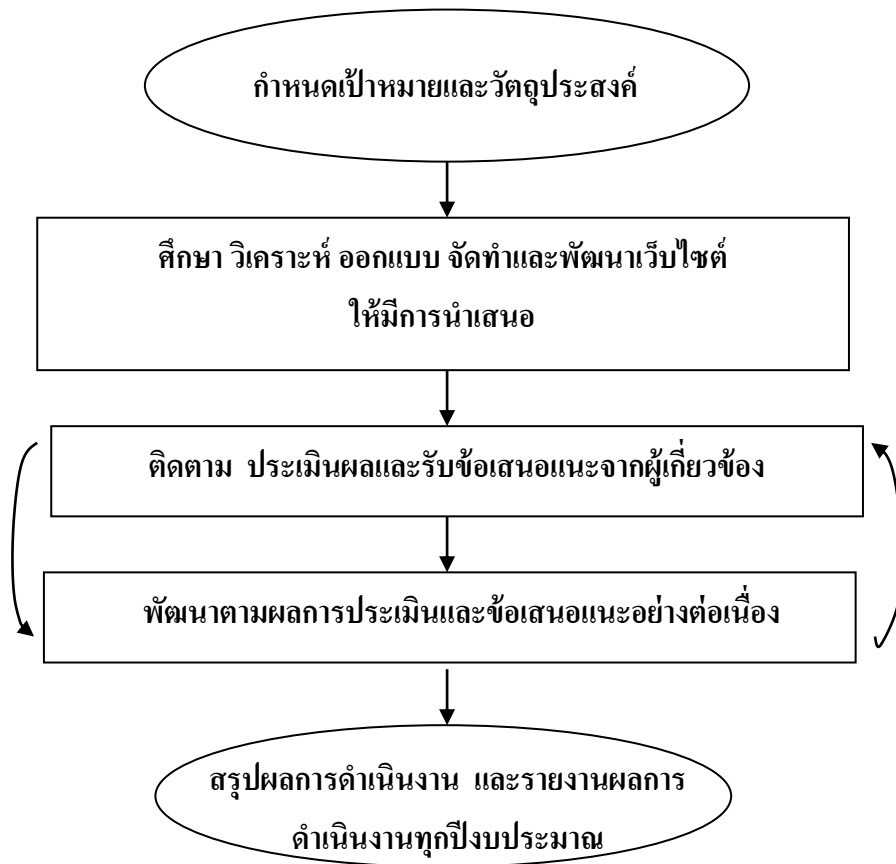 กำหนดเป้าหมายและวัตถุประสงค์
ศึกษา วิเคราะห์ ออกแบบ จัดทำและพัฒนาเว็บไซต์
ให้มีการนำเสนอ
ติดตาม ประเมินผลและรับข้อเสนอแนะจากผู้เกี่ยวข้อง
พัฒนาตามผลการประเมินและข้อเสนอแนะอย่างต่อเนื่อง
สรุปผลการดำเนินงาน และรายงานผลการ
ดำเนินงานทุกปีงบประมาณ